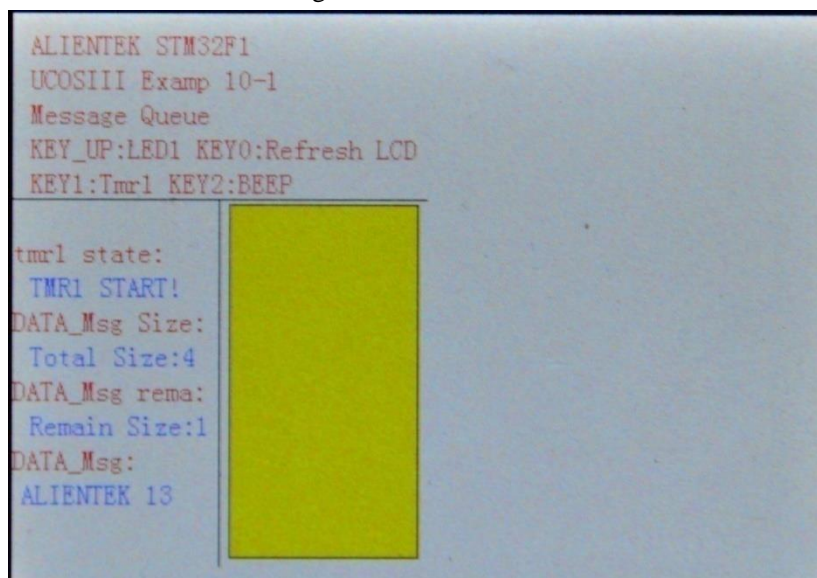 ALIENTEK STM32F1
UCOSIII Examp 10-1
Message Queue
KEY_UP:LED1 KEY0:Refresh LCD
KEY1:Tmr1 KEY2:BEEP
tmr1 state:
TMR1 START!
DATA_Msg Size:
Total Size:4
DATA_Msg rema:
Remain Size:1
DATA_Msg:
ALIENTEK 13